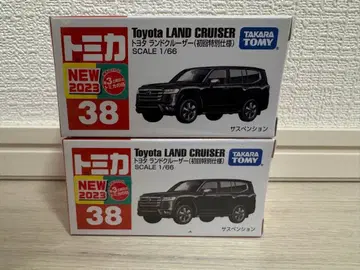 トミカ
Toyota LAND CRUISER
トヨタ ランドクルーザー(初回特別仕様)
SCALE 1/66
TAKARA TOMY
NEW
2023
38
サスペンション
トミカ
Toyota LAND CRUISER
トヨタ ランドクルーザー(初回特別仕様)
SCALE 1/66
TAKARA TOMY
NEW
2023
38
サスペンション